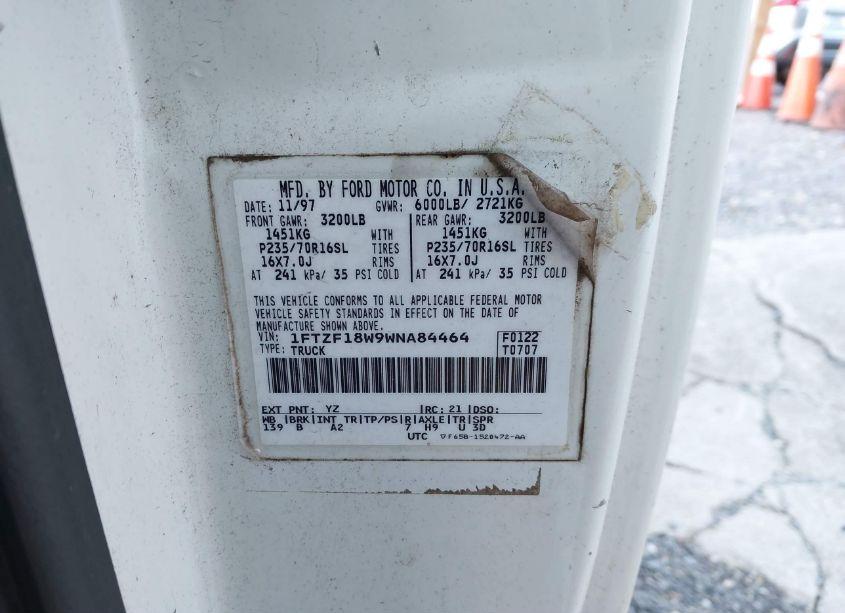 MFD. BY FORD MOTOR CO. IN U.S.A.
DATE: 11/97 GVWR: 6000LB/ 2721KG
FRONT GAWR: 3200LB REAR GAWR: 3200LB
1451KG WITH 1451KG WITH
P235/70R16SL TIRES P235/70R16SL TIRES
16X7.0J RIMS 16X7.0J RIMS
AT 241 kPa/ 35 PSI COLD AT 241 kPa/ 35 PSI COLD
THIS VEHICLE CONFORMS TO ALL APPLICABLE FEDERAL MOTOR
VEHICLE SAFETY STANDARDS IN EFFECT ON THE DATE OF
MANUFACTURE SHOWN ABOVE.
VIN: 1FTZF18W9WNA84464 F0122
TYPE: TRUCK T0707
EXT PNT: YZ |RC: 21 |DSO:
WB |BRK|INT TR|TP/PS|R|AXLE|TR|SPR
139 B A2 7 H9 U 3D
UTC ▽F65B-1520472-AA